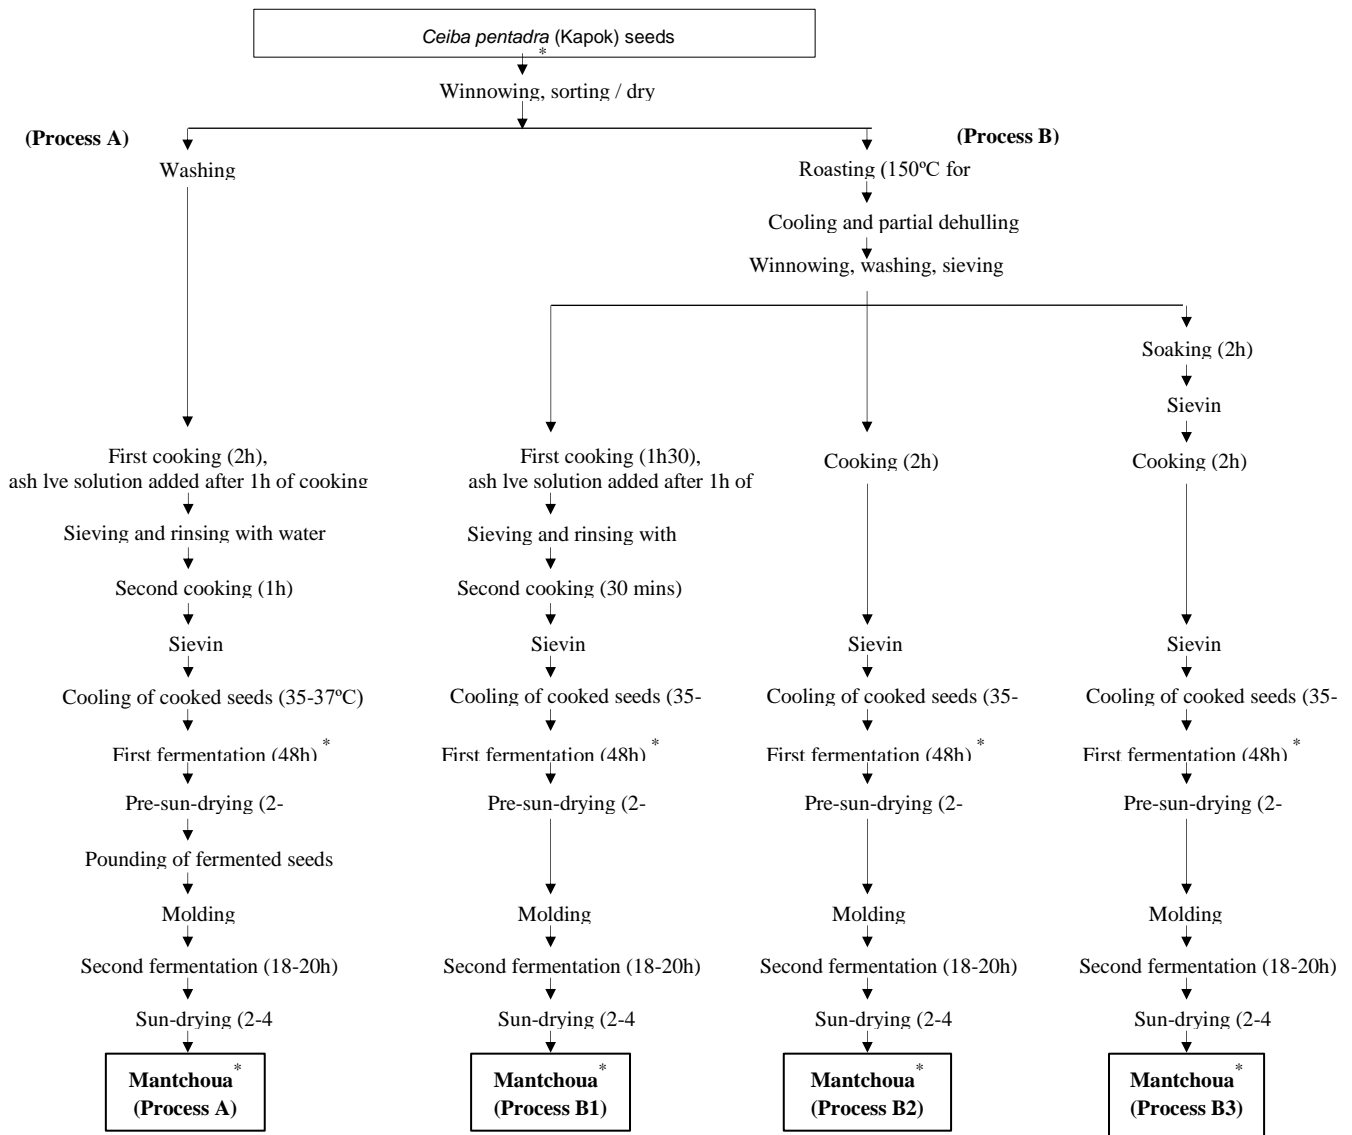 Ceiba pentadra (Kapok) seeds
*
Winnowing, sorting / dry
(Process A)
(Process B)
Washing
Roasting (150ºC for
Cooling and partial dehulling
Winnowing, washing, sieving
Soaking (2h)
Sievin
First cooking (2h),
ash lye solution added after 1h of cooking
First cooking (1h30),
ash lye solution added after 1h of
Cooking (2h)
Cooking (2h)
Sieving and rinsing with water
Sieving and rinsing with
Second cooking (1h)
Second cooking (30 mins)
Sievin
Sievin
Sievin
Sievin
Cooling of cooked seeds (35-37ºC)
Cooling of cooked seeds (35-
Cooling of cooked seeds (35-
Cooling of cooked seeds (35-
First fermentation (48h) *
First fermentation (48h) *
First fermentation (48h) *
First fermentation (48h) *
Pre-sun-drying (2-
Pre-sun-drying (2-
Pre-sun-drying (2-
Pre-sun-drying (2-
Pounding of fermented seeds
Molding
Molding
Molding
Molding
Second fermentation (18-20h)
Second fermentation (18-20h)
Second fermentation (18-20h)
Second fermentation (18-20h)
Sun-drying (2-4
Sun-drying (2-4
Sun-drying (2-4
Sun-drying (2-4
Mantchoua *
(Process A)
Mantchoua *
(Process B1)
Mantchoua *
(Process B2)
Mantchoua *
(Process B3)